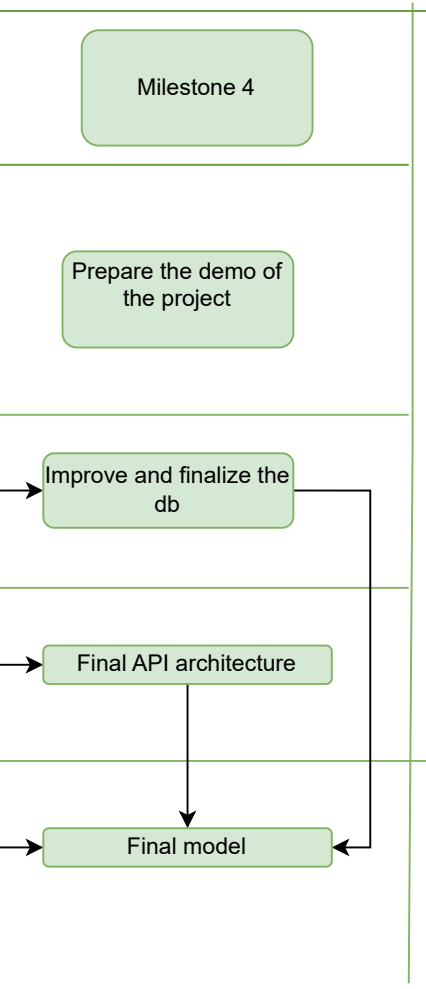 Milestone 4
Prepare the demo of
the project
Improve and finalize the
db
Final API architecture
Final model